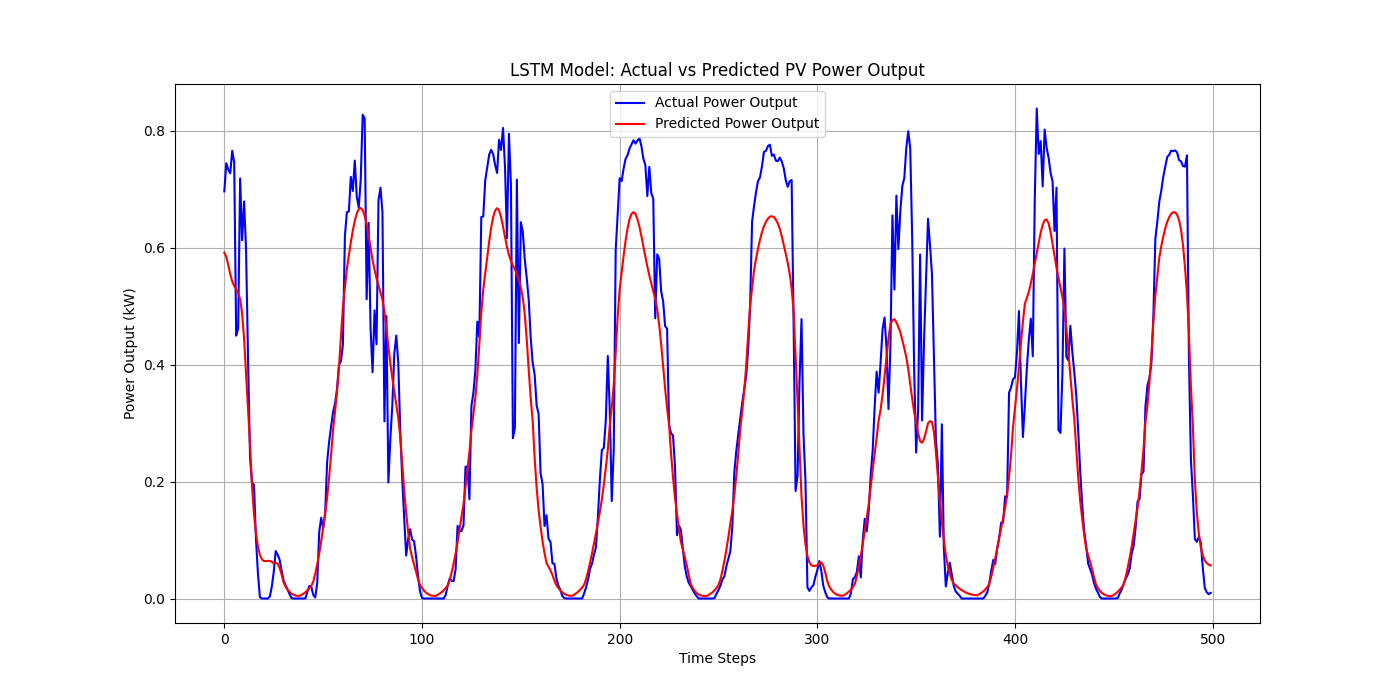 LSTM Model: Actual vs Predicted PV Power Output
Actual Power Output
Predicted Power Output
Power Output (kW)
0.8
0.6
0.4
0.2
0.0
0 100 200 300 400 500
Time Steps